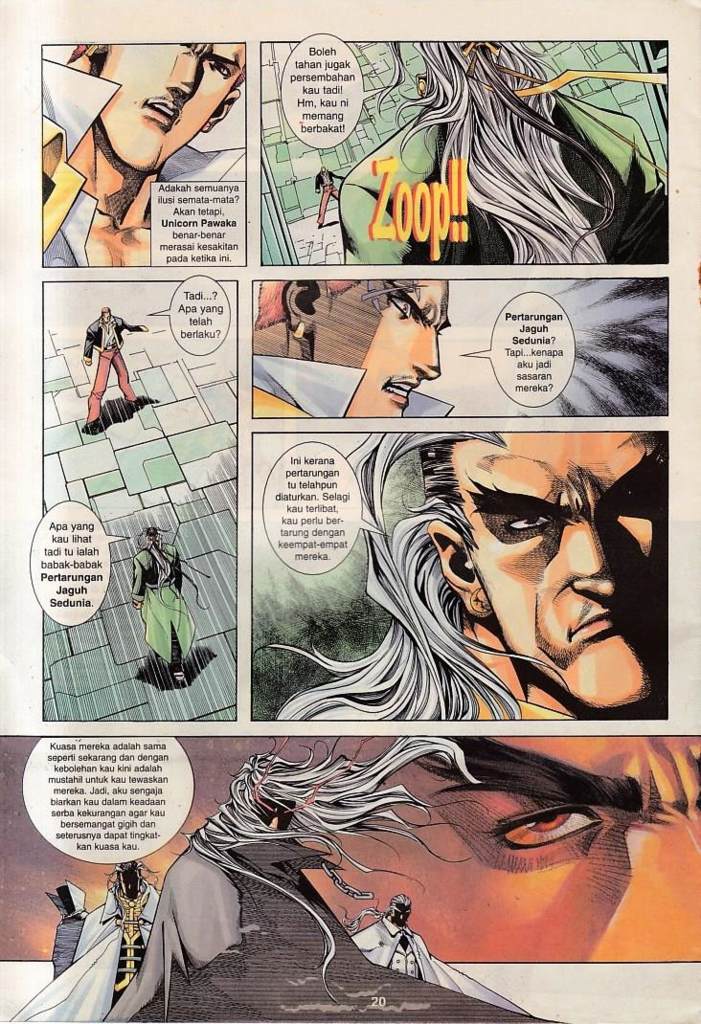 Adakah semuanya
ilusi semata-mata?
Akan tetapi,
Unicorn Pawaka
benar-benar
merasai kesakitan
pada ketika ini.
Boleh
tahan jugak
persembahan
kau tadi!
Hm, kau ni
memang
berbakat!
Zoop!!
Tadi...?
Apa yang
telah
berlaku?
Apa yang
kau lihat
tadi tu ialah
babak-babak
Pertarungan
Jaguh
Sedunia.
Pertarungan
Jaguh
Sedunia?
Tapi...kenapa
aku jadi
sasaran
mereka?
Ini kerana
pertarungan
tu telahpun
diaturkan. Selagi
kau terlibat,
kau perlu ber-
tarung dengan
keempat-empat
mereka.
Kuasa mereka adalah sama
seperti sekarang dan dengan
kebolehan kau kini adalah
mustahil untuk kau tewaskan
mereka. Jadi, aku sengaja
biarkan kau dalam keadaan
serba kekurangan agar kau
bersemangat gigih dan
seterusnya dapat tingkat-
kan kuasa kau.
20